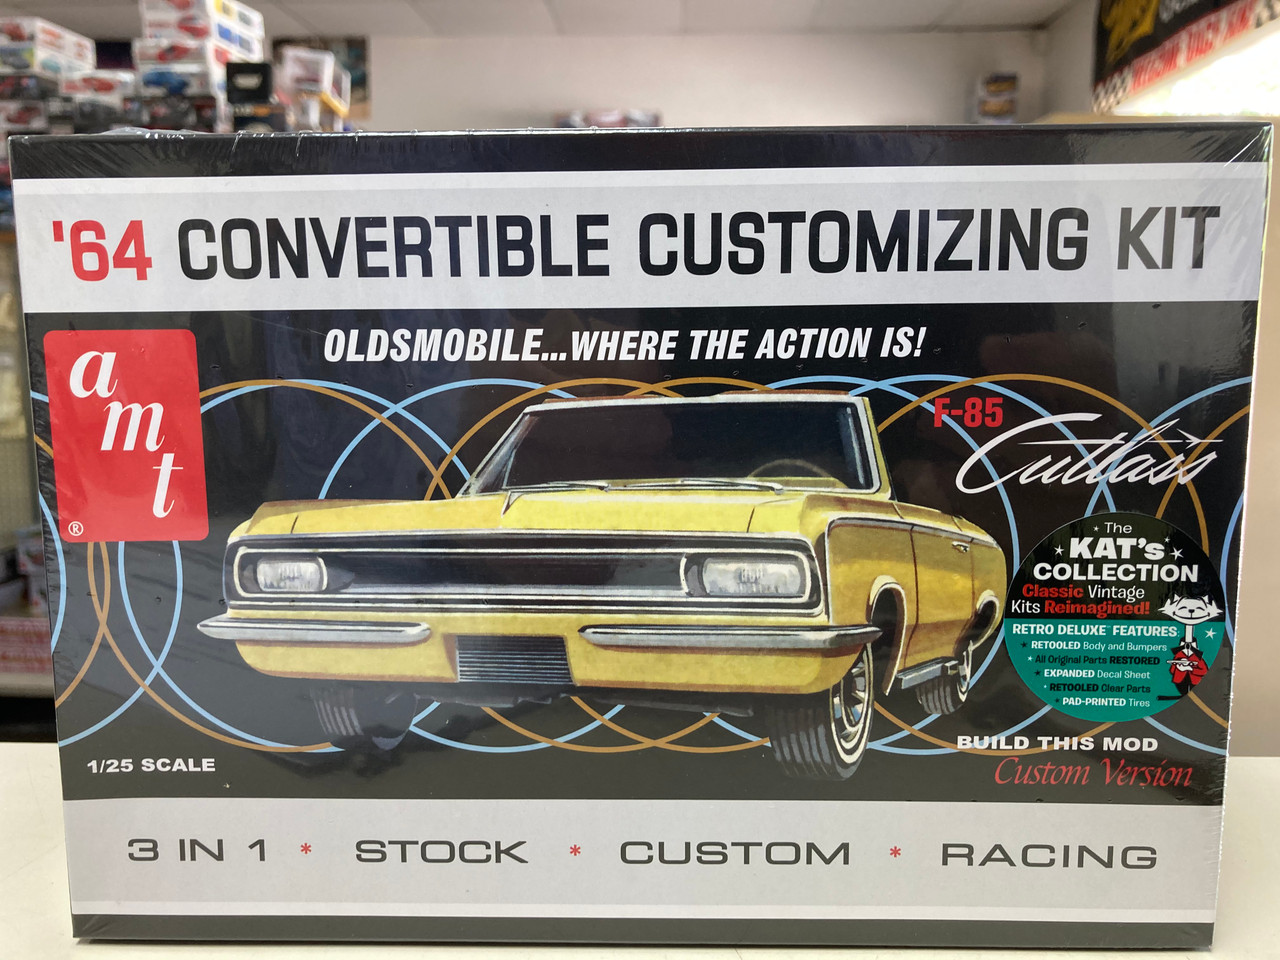 '64 CONVERTIBLE CUSTOMIZING KIT
OLDSMOBILE...WHERE THE ACTION IS!
amt
®
F-85
Cutlass
* The
* KAT's *
COLLECTION
Classic Vintage
Kits Reimagined!
RETRO DELUXE FEATURES:
* RETOOLED Body and Bumpers
* All Original Parts RESTORED
* EXPANDED Decal Sheet
* RETOOLED Clear Parts
* PAD-PRINTED Tires
BUILD THIS MOD
Custom Version
1/25 SCALE
3 IN 1 * STOCK * CUSTOM * RACING